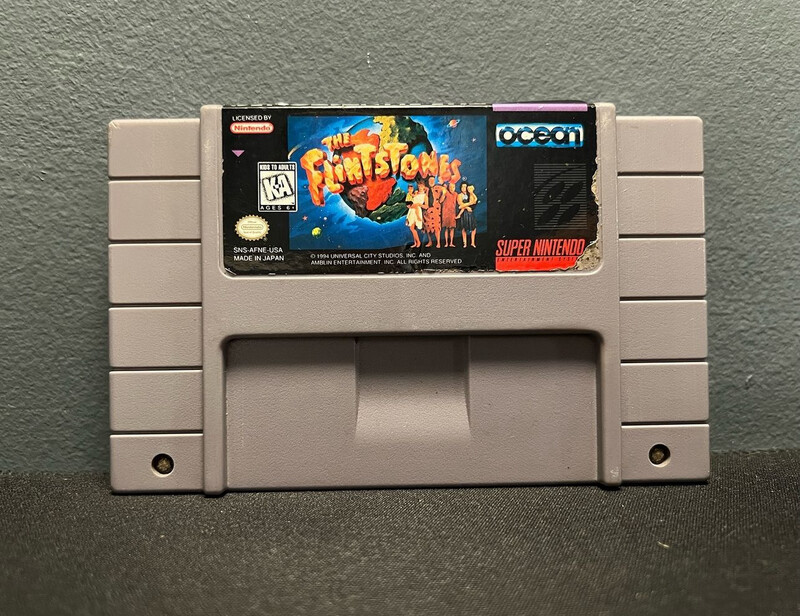 LICENSED BY
Nintendo
KIDS TO ADULTS
KA
AGES 6+
SNS-AFNE-USA
MADE IN JAPAN
THE
FLINTSTONES
© 1994 UNIVERSAL CITY STUDIOS, INC. AND
AMBLIN ENTERTAINMENT, INC. ALL RIGHTS RESERVED
ocean
SUPER NINTENDO
ENTERTAINMENT